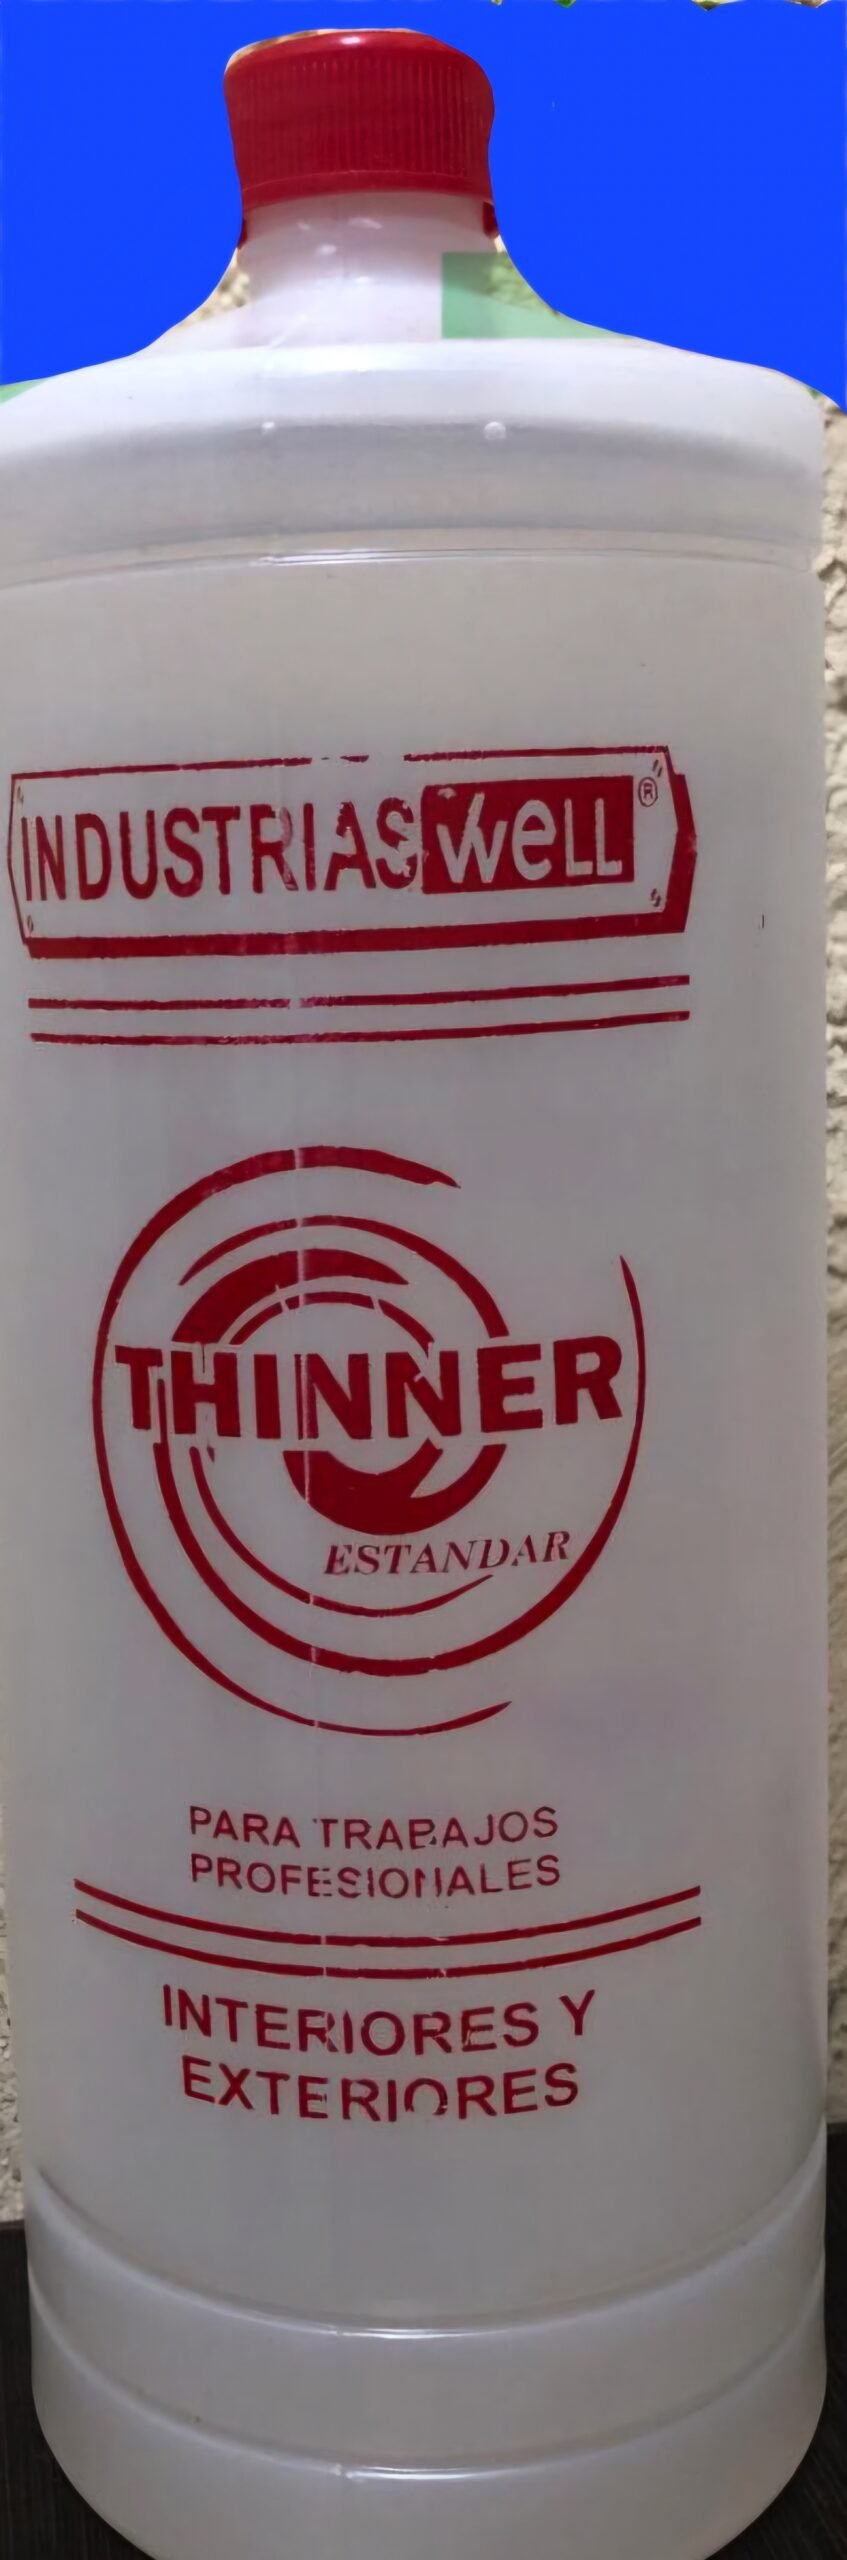 INDUSTRIAS WELL ®
THINNER
ESTANDAR
PARA TRABAJOS
PROFESIONALES
INTERIORES Y
EXTERIORES